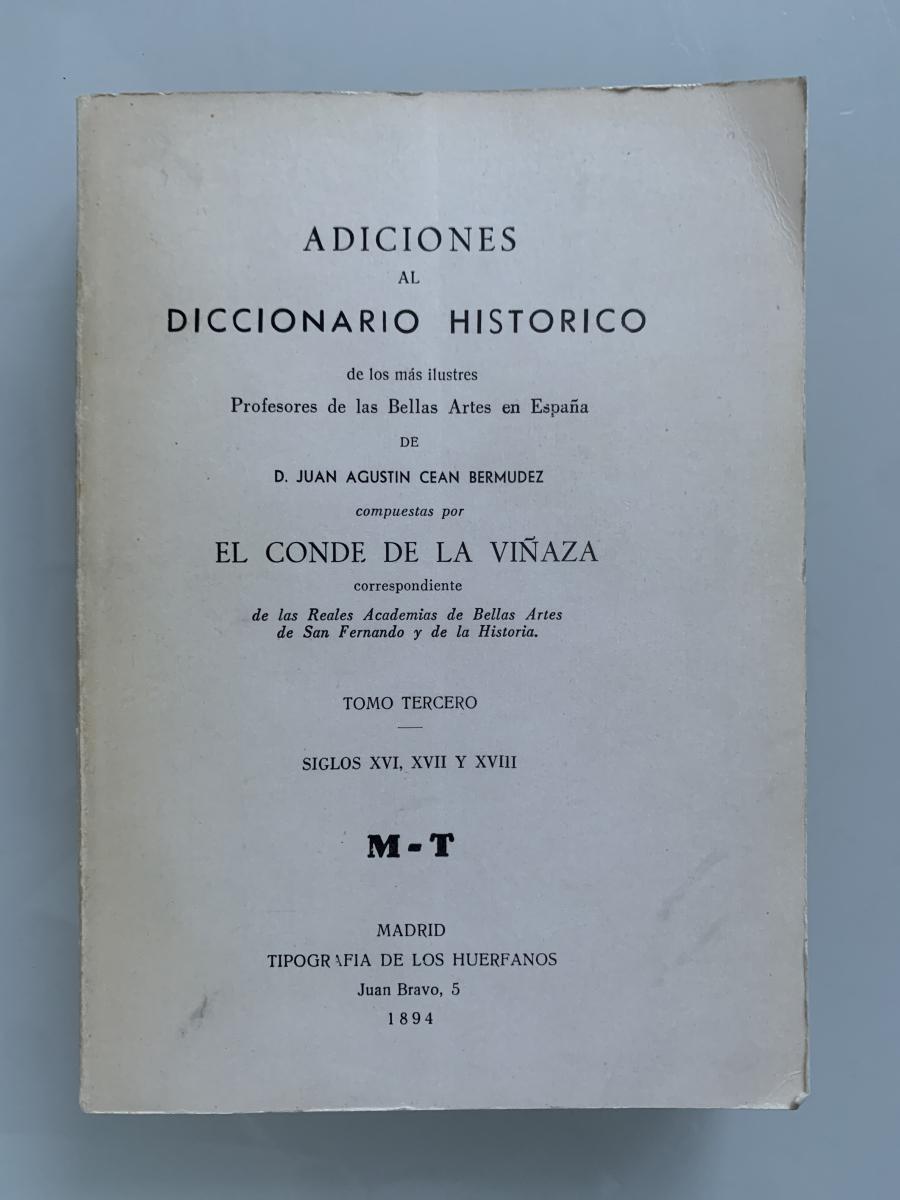 ADICIONES
AL
DICCIONARIO HISTORICO
de los más ilustres
Profesores de las Bellas Artes en España
DE
D. JUAN AGUSTIN CEAN BERMUDEZ
compuestas por
EL CONDE DE LA VIÑAZA
correspondiente
de las Reales Academias de Bellas Artes
de San Fernando y de la Historia.
TOMO TERCERO
SIGLOS XVI, XVII Y XVIII
M-T
MADRID
TIPOGRAFIA DE LOS HUERFANOS
Juan Bravo, 5
1894